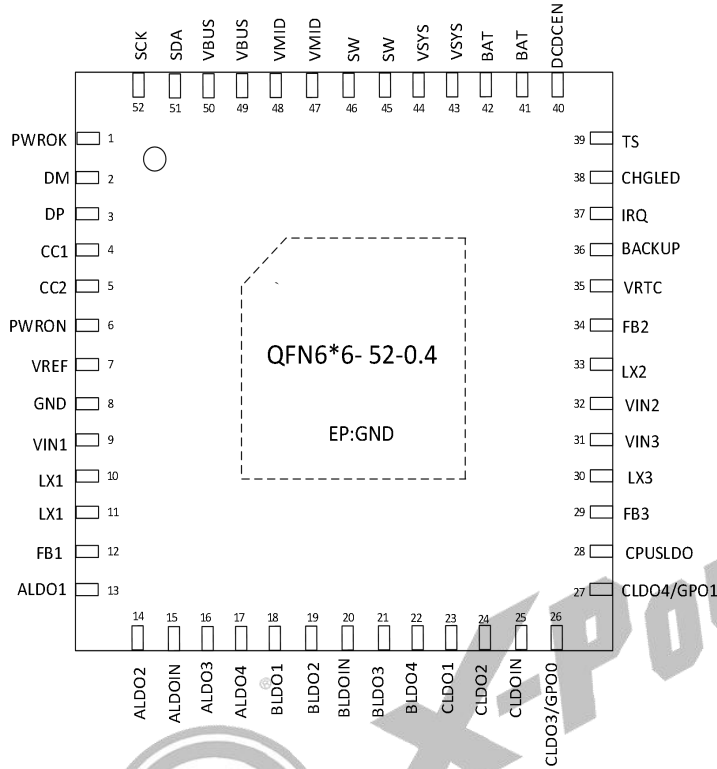 SCK SDA VBUS VBUS VMID VMID SW SW VSYS VSYS BAT BAT DCDCEN
52 51 50 49 48 47 46 45 44 43 42 41 40
PWROK 1
DM 2
DP 3
CC1 4
CC2 5
PWRON 6
VREF 7
GND 8
VIN1 9
LX1 10
LX1 11
FB1 12
ALDO1 13
QFN6*6- 52-0.4
EP:GND
39 TS
38 CHGLED
37 IRQ
36 BACKUP
35 VRTC
34 FB2
33 LX2
32 VIN2
31 VIN3
30 LX3
29 FB3
28 CPUSLDO
27 CLDO4/GPO1
14 15 16 17 18 19 20 21 22 23 24 25 26
ALDO2 ALDOIN ALDO3 ALDO4 BLDO1 BLDO2 BLDOIN BLDO3 BLDO4 CLDO1 CLDO2 CLDOIN CLDO3/GPO0
X-Po